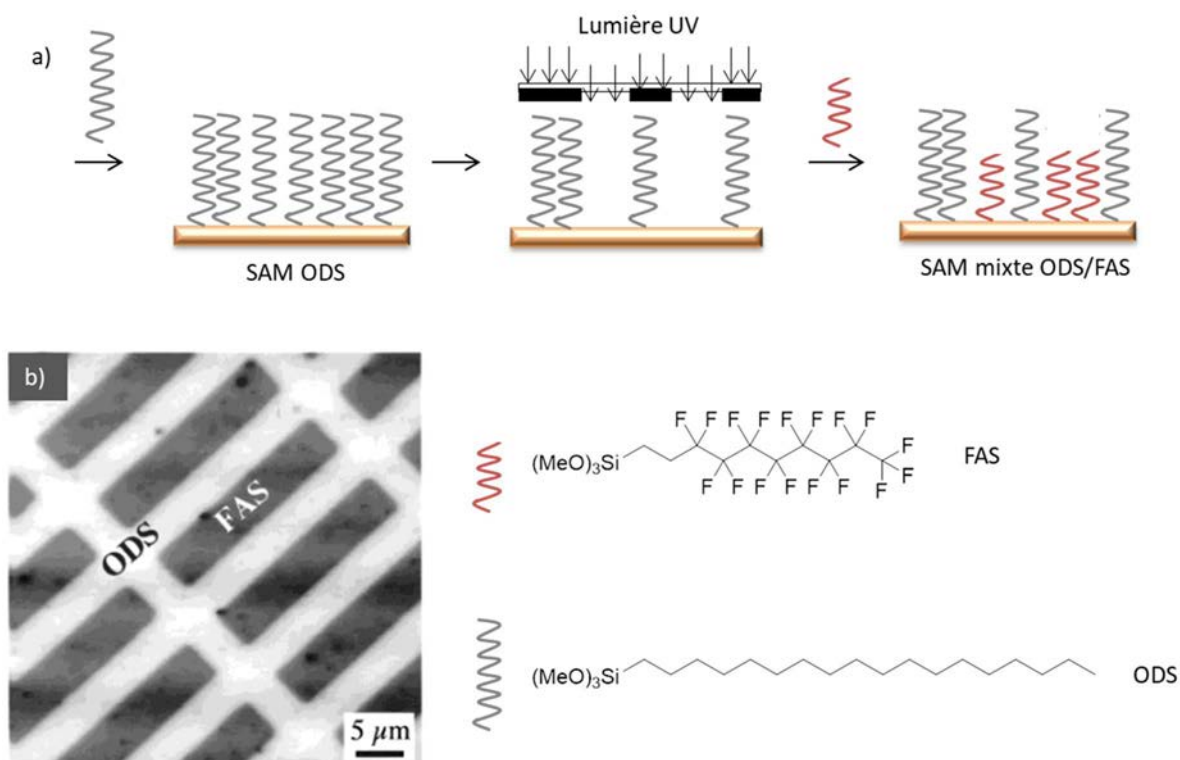 a)
Lumière UV
SAM ODS
SAM mixte ODS/FAS
b)
ODS
FAS
5 µm
F F F F F F F F
F
(MeO)₃Si
F
F F F F F F F
FAS
(MeO)₃Si
ODS